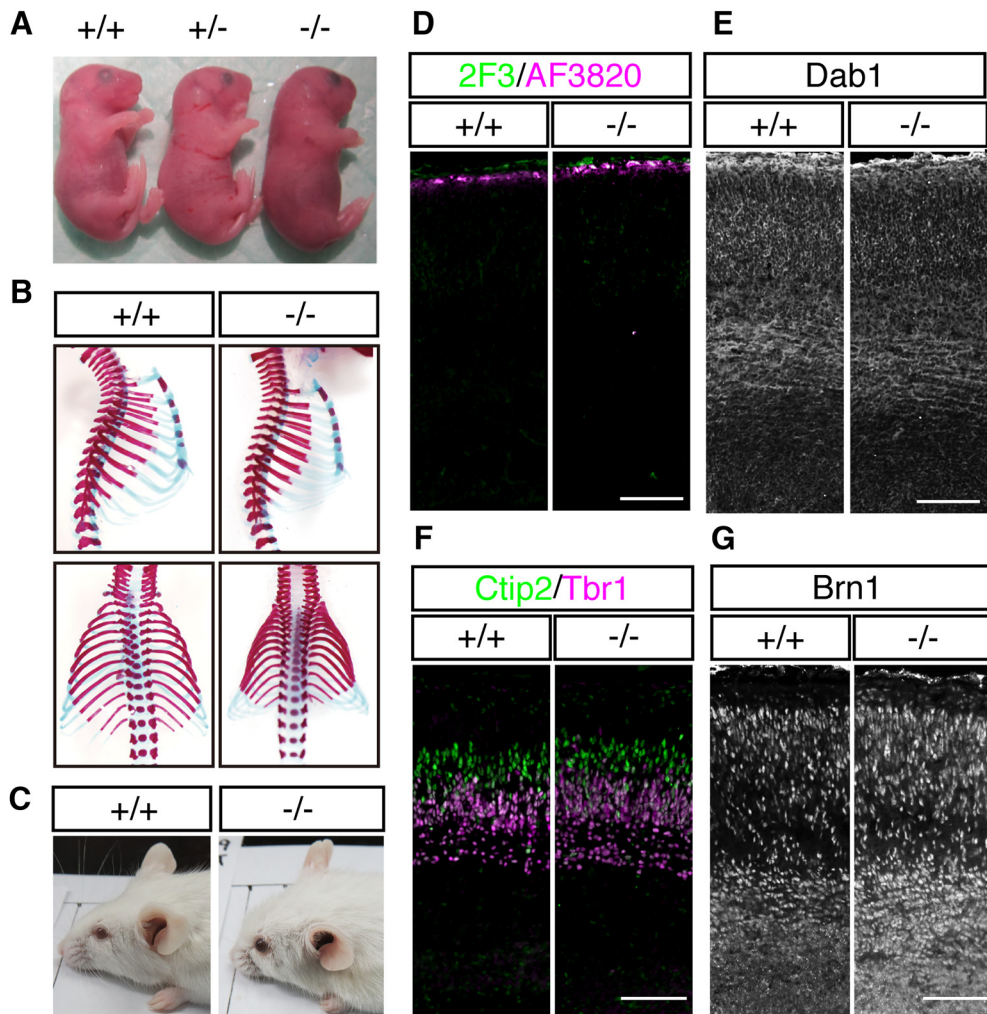 A
+/+ +/- -/-
B
+/+ -/-
C
+/+ -/-
D
2F3/AF3820
+/+ -/-
E
Dab1
+/+ -/-
F
Ctip2/Tbr1
+/+ -/-
G
Brn1
+/+ -/-